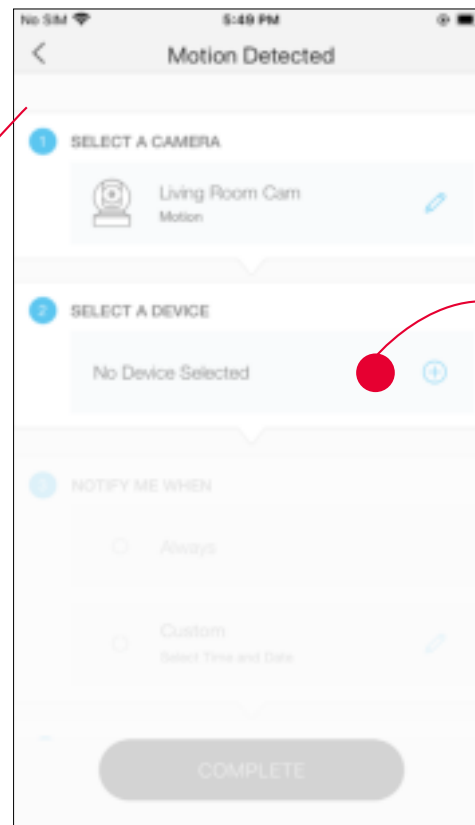 No SIM 5:49 PM
Motion Detected
1 SELECT A CAMERA
Living Room Cam
Motion
2 SELECT A DEVICE
No Device Selected
3 NOTIFY ME WHEN
Always
Custom
Select Time and Date
COMPLETE